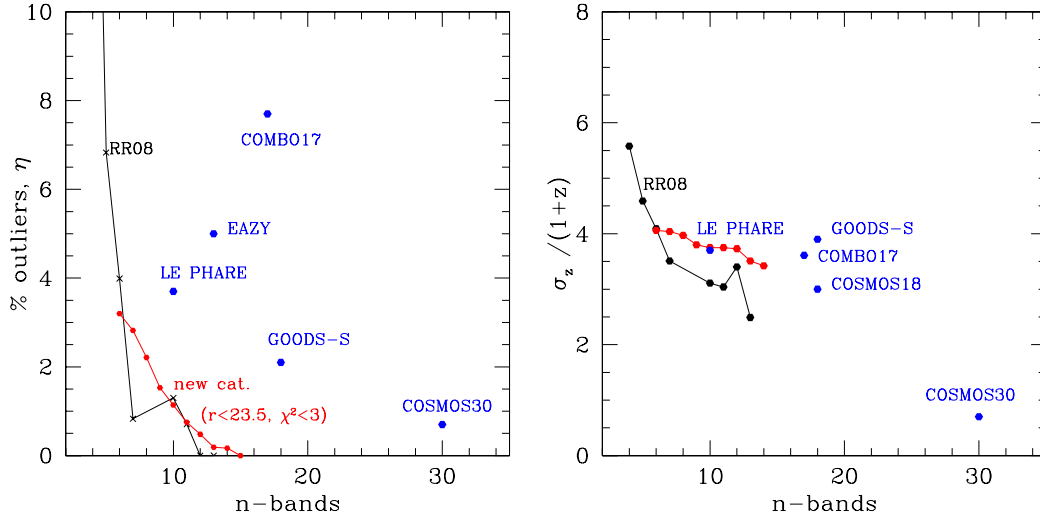 10
8
6
4
2
0
% outliers, η
RR08
COMBO17
EAZY
LE PHARE
GOODS-S
new cat.
(r<23.5, χ²<3)
COSMOS30
10
20
30
n-bands
8
6
4
2
0
σz /(1+z)
RR08
LE PHARE
GOODS-S
COMBO17
COSMOS18
COSMOS30
10
20
30
n-bands